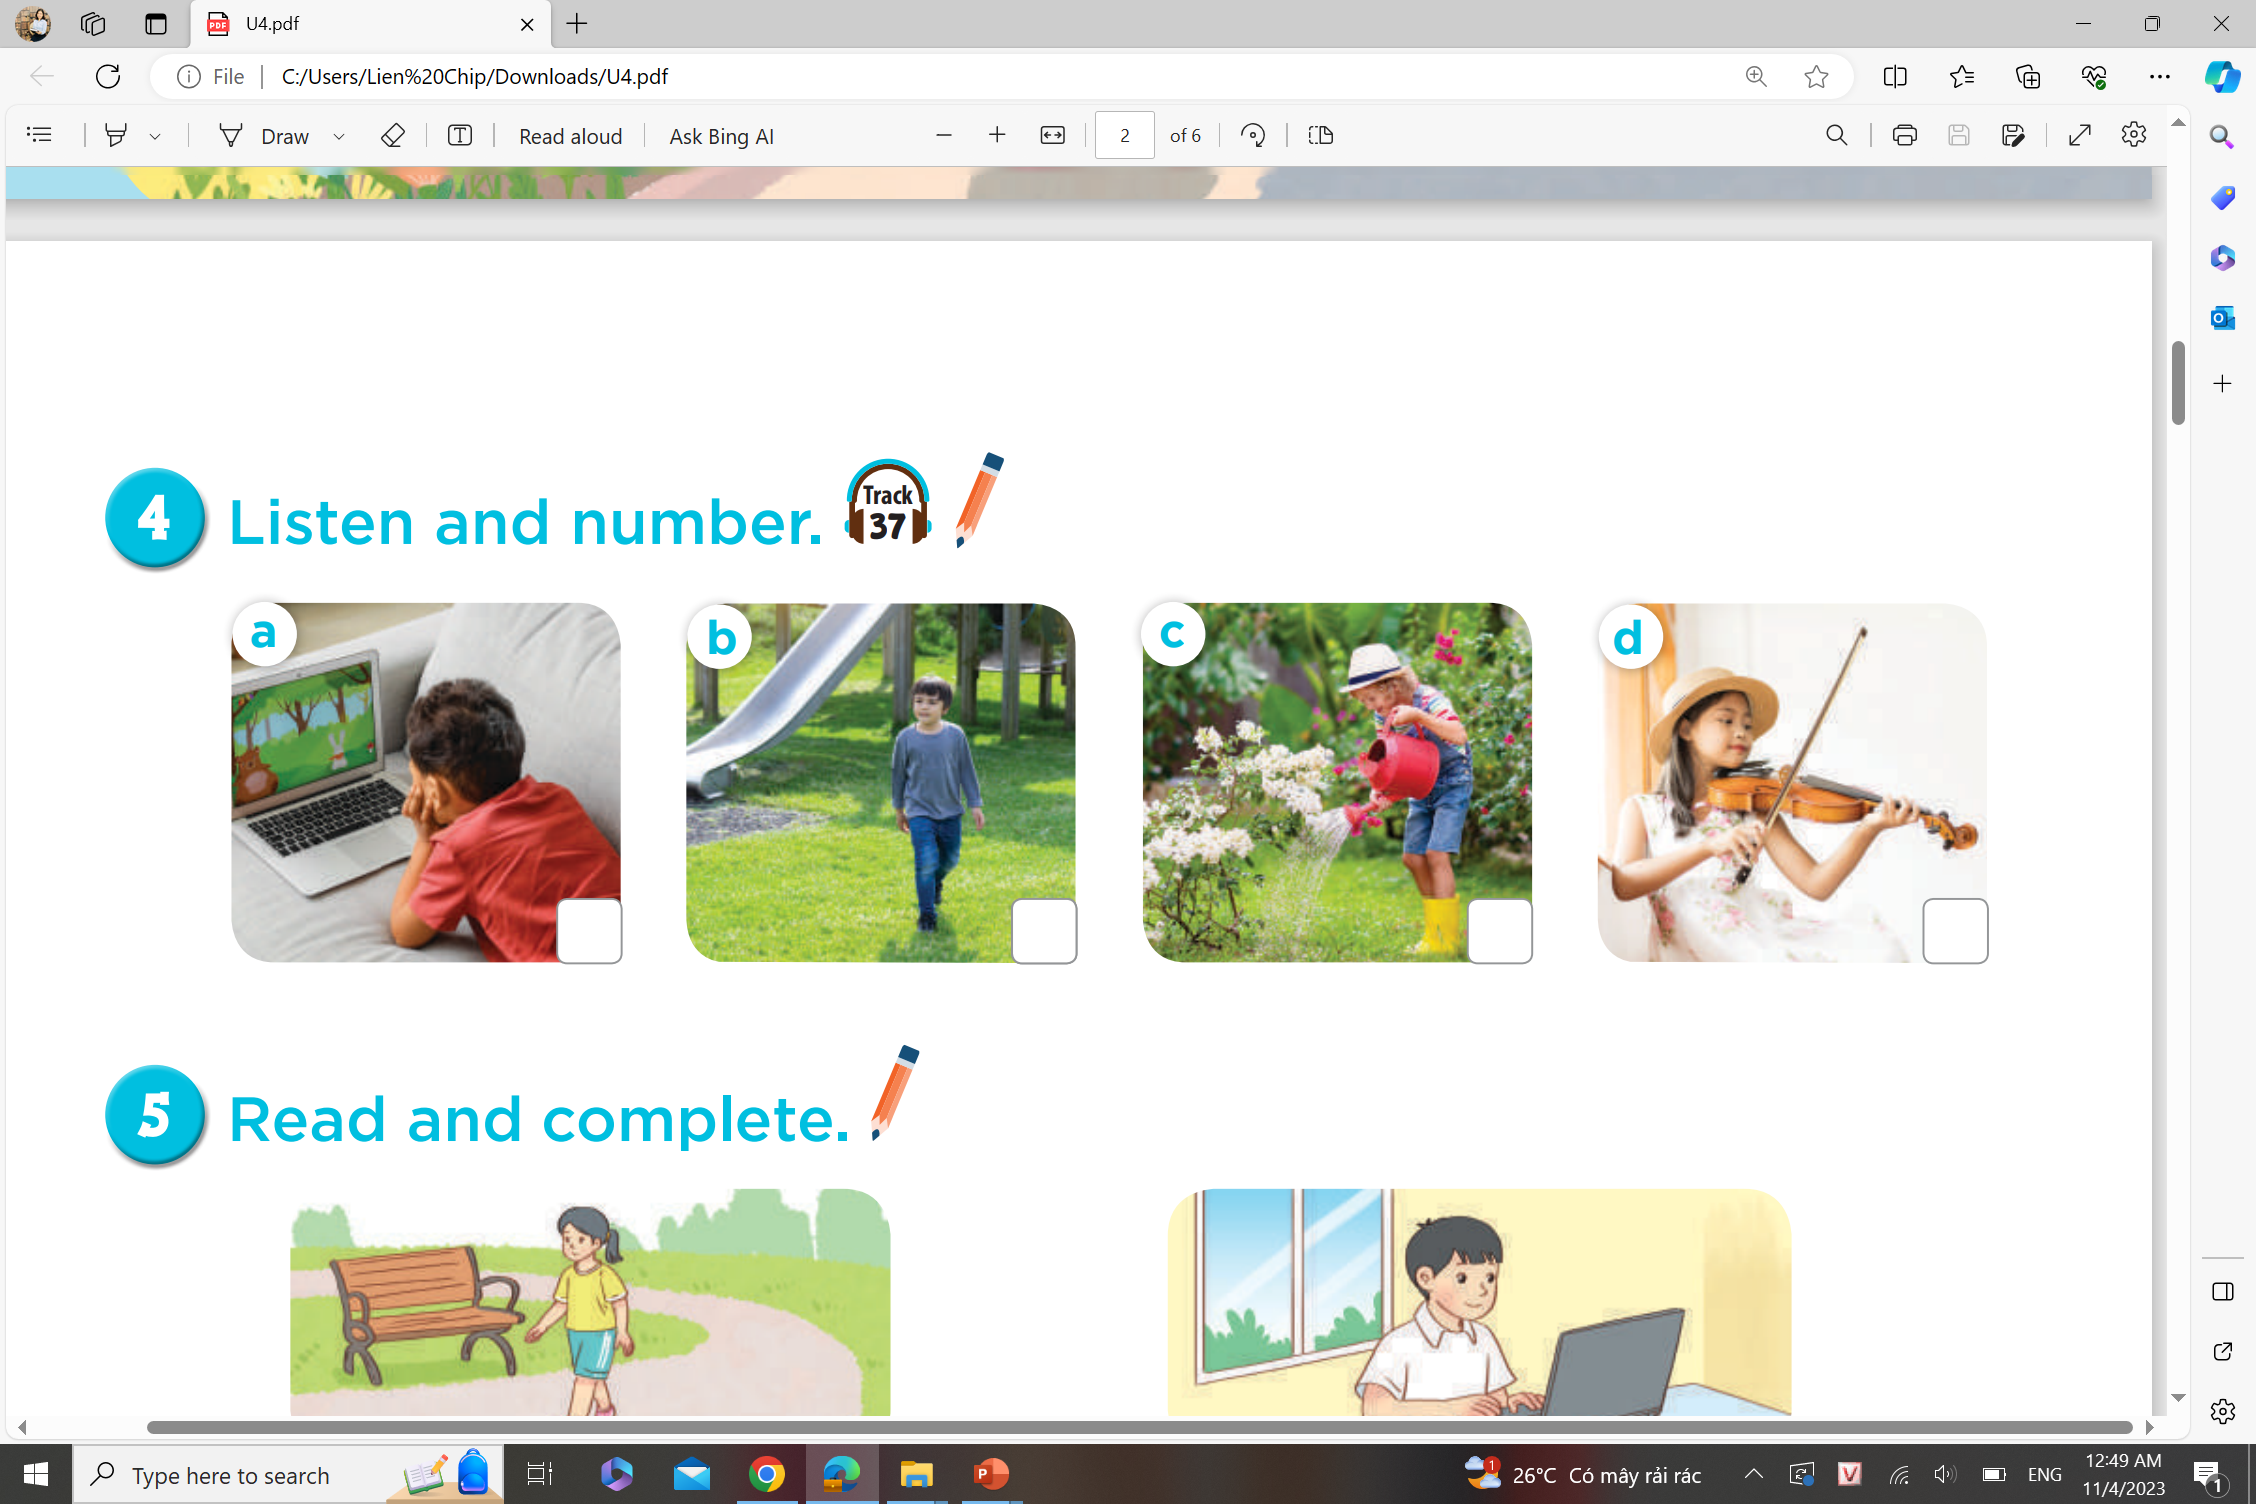 U4.pdf
File
C:/Users/Lien%20Chip/Downloads/U4.pdf
Draw
Read aloud
Ask Bing AI
2
of 6
4
Listen and number.
Track
37
a
b
c
d
5
Read and complete.
Type here to search
1
26°C Có mây rải rác
ENG
12:49 AM
11/4/2023
1